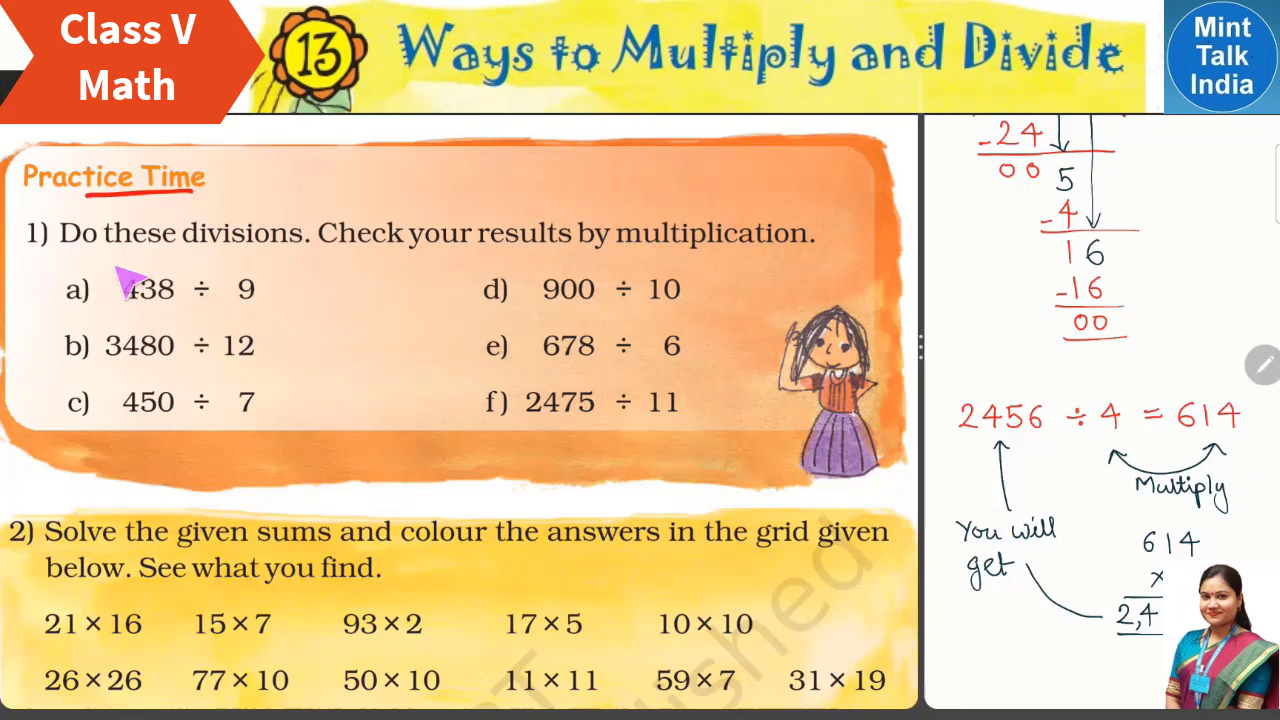 Class V
Math
13
Ways to Multiply and Divide
Mint
Talk
India
Practice Time
1) Do these divisions. Check your results by multiplication.
a) 438 ÷ 9
d) 900 ÷ 10
b) 3480 ÷ 12
e) 678 ÷ 6
c) 450 ÷ 7
f) 2475 ÷ 11
2) Solve the given sums and colour the answers in the grid given
below. See what you find.
21 × 16 15 × 7 93 × 2 17 × 5 10 × 10
26 × 26 77 × 10 50 × 10 11 × 11 59 × 7 31 × 19
-24
00 5
-4
16
-16
00
2456 ÷ 4 = 614
Multiply
You will
get
614
×
2,4